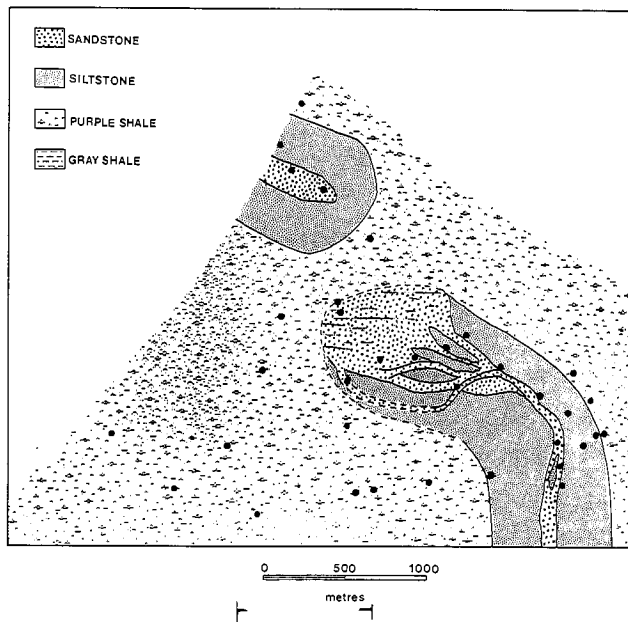 SANDSTONE
SILTSTONE
PURPLE SHALE
GRAY SHALE
0 500 1000
metres